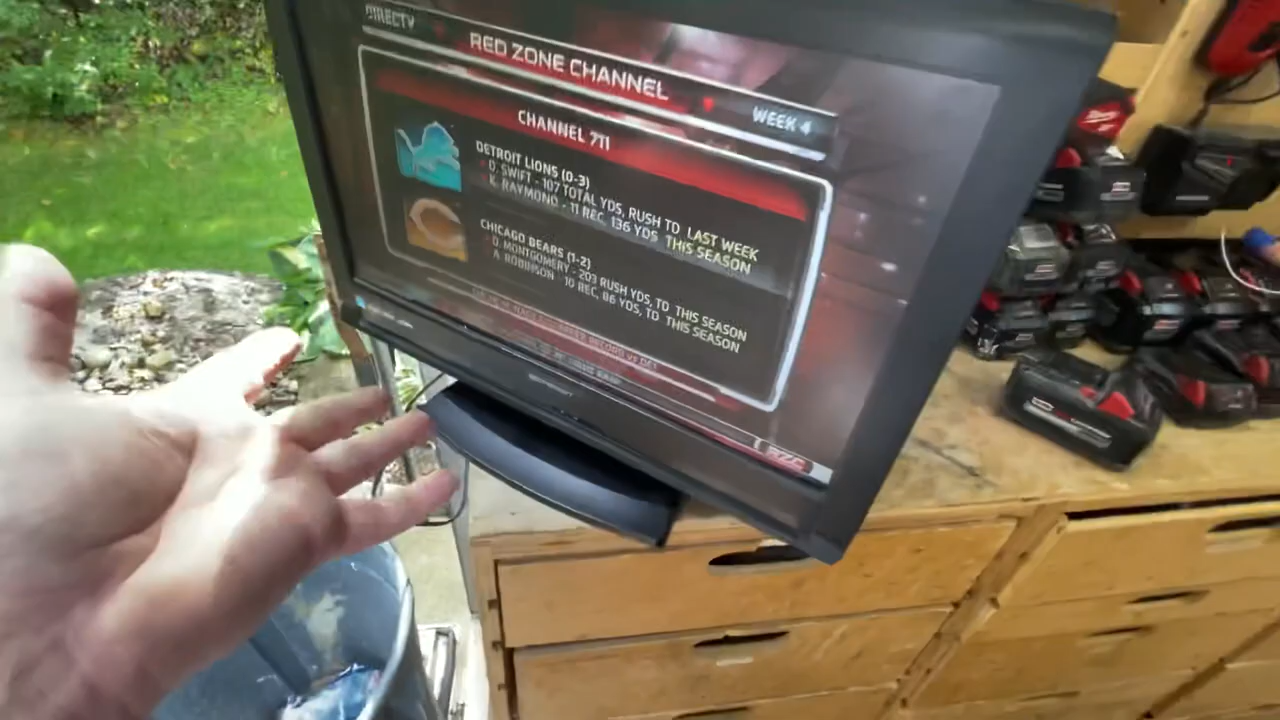 DIRECTV
RED ZONE CHANNEL
WEEK 4
CHANNEL 711
DETROIT LIONS (0-3)
D. SWIFT - 107 TOTAL YDS, RUSH TD LAST WEEK
K. RAYMOND - 11 REC, 136 YDS THIS SEASON
CHICAGO BEARS (1-2)
D. MONTGOMERY - 203 RUSH YDS, TD THIS SEASON
A. ROBINSON 10 REC, 86 YDS, TD THIS SEASON
RZC